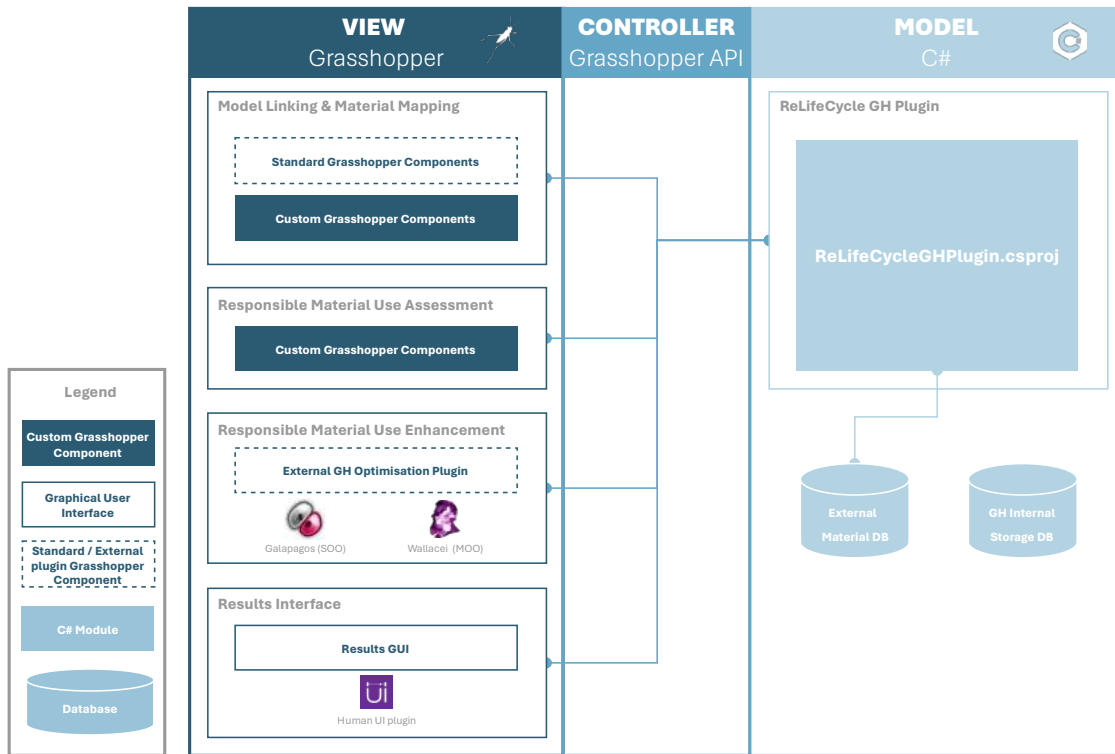 VIEW
Grasshopper
CONTROLLER
Grasshopper API
MODEL
C#
C
Model Linking & Material Mapping
Standard Grasshopper Components
Custom Grasshopper Components
Responsible Material Use Assessment
Custom Grasshopper Components
Responsible Material Use Enhancement
External GH Optimisation Plugin
Galapagos (SOO)
Wallacei (MOO)
Results Interface
Results GUI
UI
Human UI plugin
ReLifeCycle GH Plugin
ReLifeCycleGHPlugin.csproj
External
Material DB
GH Internal
Storage DB
Legend
Custom Grasshopper
Component
Graphical User
Interface
Standard / External
plugin Grasshopper
Component
C# Module
Database